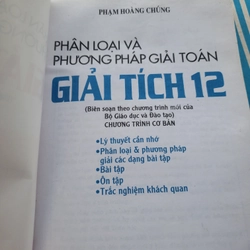 PHẠM HOÀNG CHÚNG
PHÂN LOẠI VÀ
PHƯƠNG PHÁP GIẢI TOÁN
GIẢI TÍCH 12
(Biên soạn theo chương trình mới của
Bộ Giáo dục và Đào tạo)
CHƯƠNG TRÌNH CƠ BẢN
• Lý thuyết cần nhớ
• Phân loại & phương pháp
giải các dạng bài tập
• Bài tập
• Ôn tập
• Trắc nghiệm khách quan